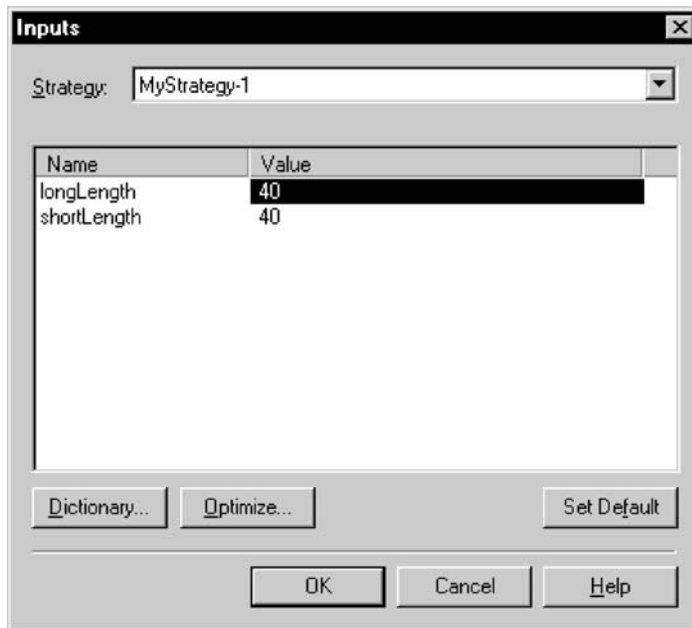 Inputs
Strategy: MyStrategy-1
Name Value
longLength 40
shortLength 40
Dictionary... Optimize... Set Default
OK Cancel Help